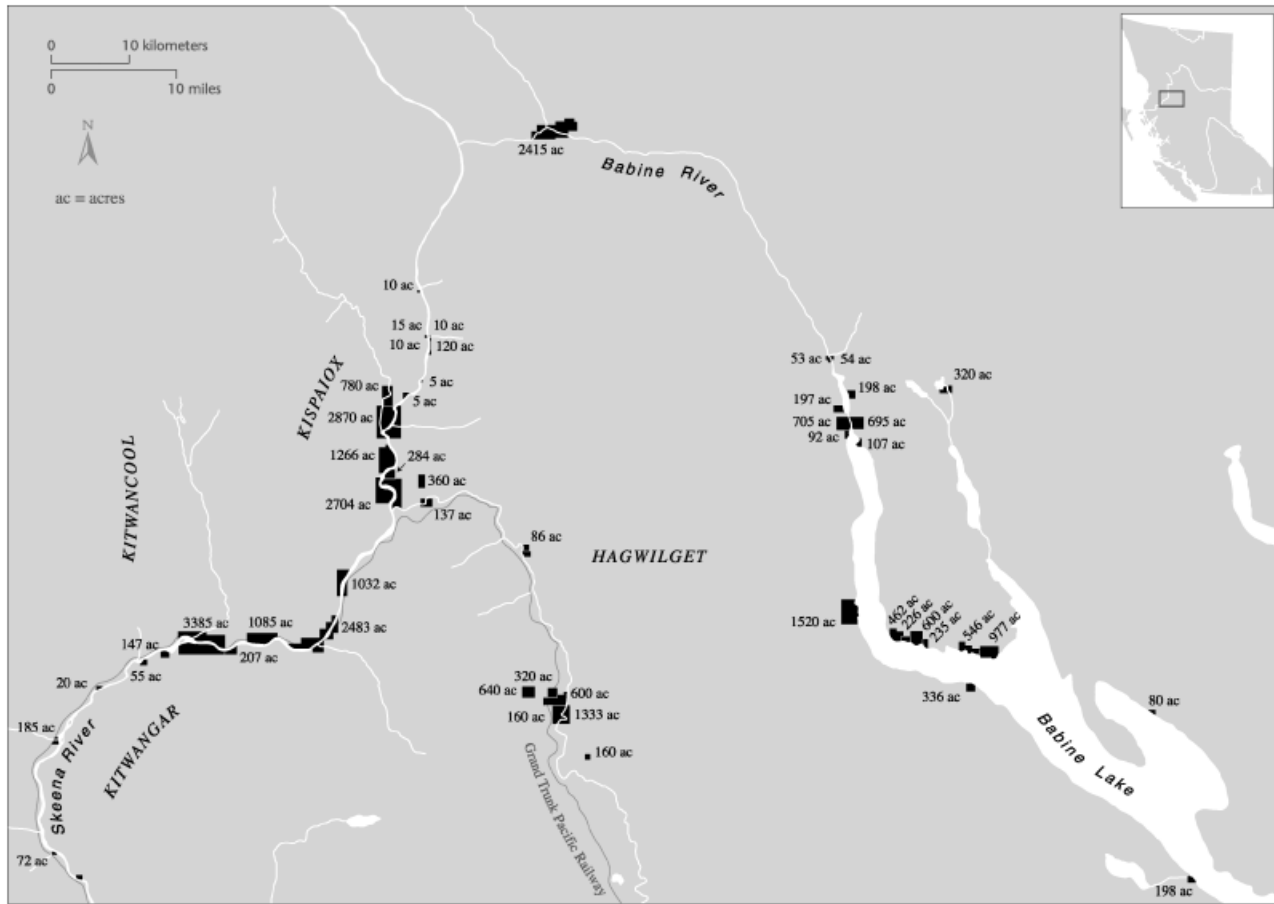 0 10 kilometers
0 10 miles
N
ac = acres
2415 ac
Babine River
10 ac
15 ac 10 ac
10 ac 120 ac
5 ac
780 ac
5 ac
KISPAIOX
2870 ac
1266 ac
284 ac
360 ac
2704 ac
137 ac
KITWANCOOL
86 ac
HAGWILGET
1032 ac
3385 ac
1085 ac
2483 ac
147 ac
207 ac
55 ac
20 ac
185 ac
Skeena River
KITWANGAR
72 ac
320 ac
640 ac
600 ac
160 ac
1333 ac
160 ac
Grand Trunk Pacific Railway
53 ac 54 ac
198 ac
320 ac
197 ac
705 ac 695 ac
92 ac
107 ac
1520 ac
462 ac
226 ac
600 ac
235 ac
546 ac
977 ac
336 ac
80 ac
Babine Lake
198 ac